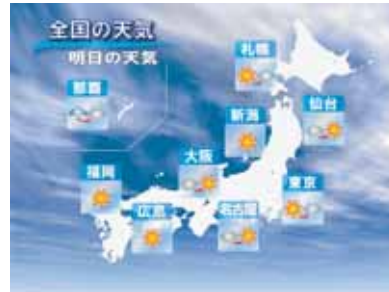 全国の天気
明日の天気
札幌
那覇
仙台
新潟
大阪
福岡
東京
広島
名古屋